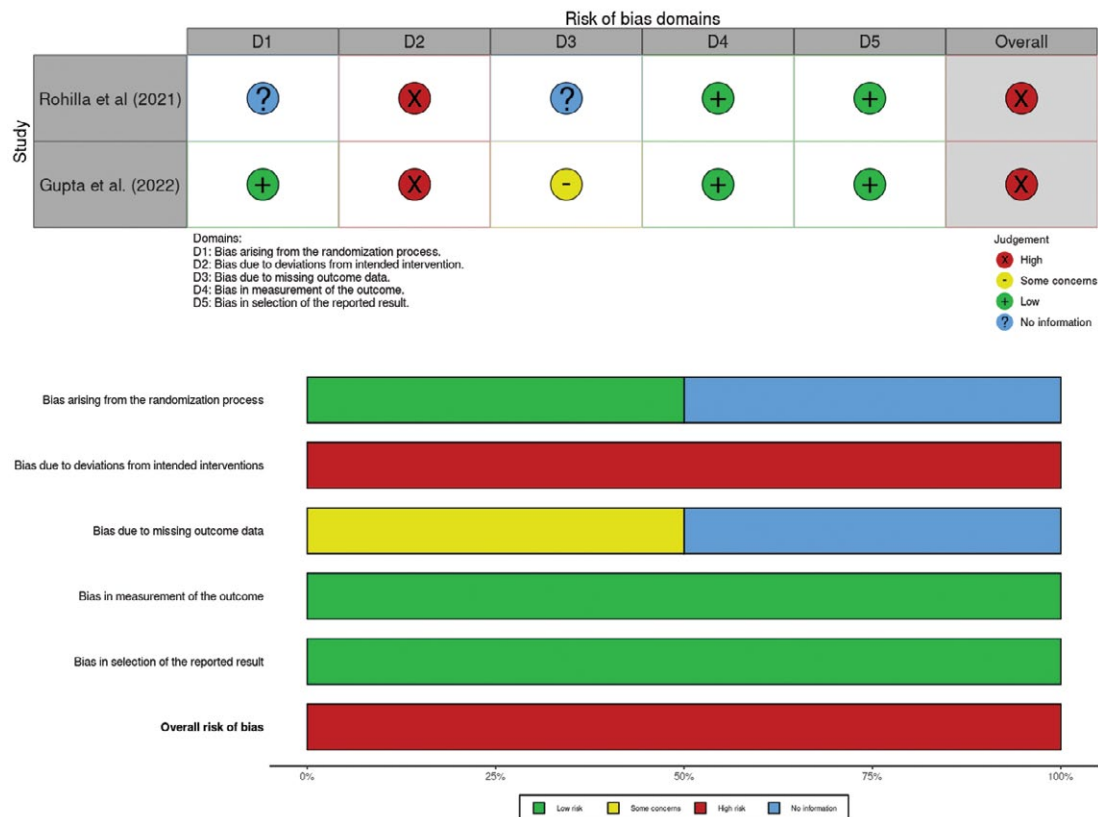 Risk of bias domains
D1 D2 D3 D4 D5 Overall
Study
Rohilla et al (2021) ? X ? + + X
Gupta et al. (2022) + X - + + X
Domains:
D1: Bias arising from the randomization process.
D2: Bias due to deviations from intended intervention.
D3: Bias due to missing outcome data.
D4: Bias in measurement of the outcome.
D5: Bias in selection of the reported result.
Judgement
X High
- Some concerns
+ Low
? No information
Bias arising from the randomization process
Bias due to deviations from intended interventions
Bias due to missing outcome data
Bias in measurement of the outcome
Bias in selection of the reported result
Overall risk of bias
0% 25% 50% 75% 100%
Low risk Some concerns High risk No information